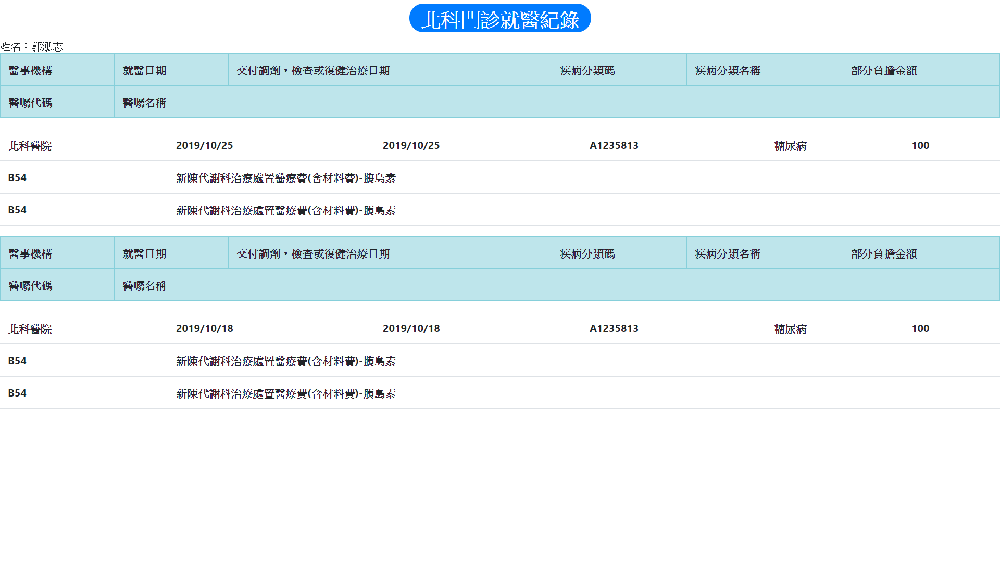 北科門診就醫紀錄
姓名：郭泓志
醫事機構 就醫日期 交付調劑，檢查或復健治療日期 疾病分類碼 疾病分類名稱 部分負擔金額
醫囑代碼 醫囑名稱
北科醫院 2019/10/25 2019/10/25 A1235813 糖尿病 100
B54 新陳代謝科治療處置醫療費(含材料費)-胰島素
B54 新陳代謝科治療處置醫療費(含材料費)-胰島素
醫事機構 就醫日期 交付調劑，檢查或復健治療日期 疾病分類碼 疾病分類名稱 部分負擔金額
醫囑代碼 醫囑名稱
北科醫院 2019/10/18 2019/10/18 A1235813 糖尿病 100
B54 新陳代謝科治療處置醫療費(含材料費)-胰島素
B54 新陳代謝科治療處置醫療費(含材料費)-胰島素